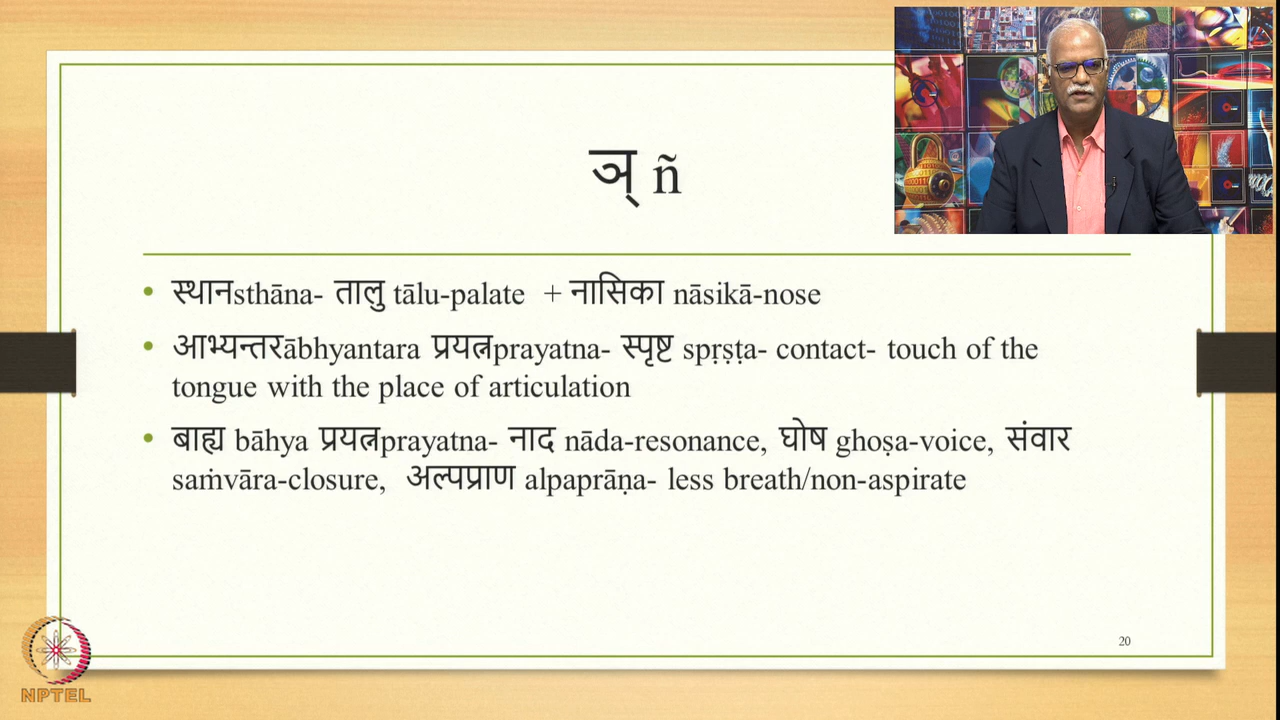 ञ् ñ
• स्थानsthāna- तालु tālu-palate + नासिका nāsikā-nose
• आभ्यन्तरābhyantara प्रयत्नprayatna- स्पृष्ट spṛṣṭa- contact- touch of the
tongue with the place of articulation
• बाह्य bāhya प्रयत्नprayatna- नाद nāda-resonance, घोष ghoṣa-voice, संवार
saṁvāra-closure, अल्पप्राण alpaprāṇa- less breath/non-aspirate
20
NPTEL